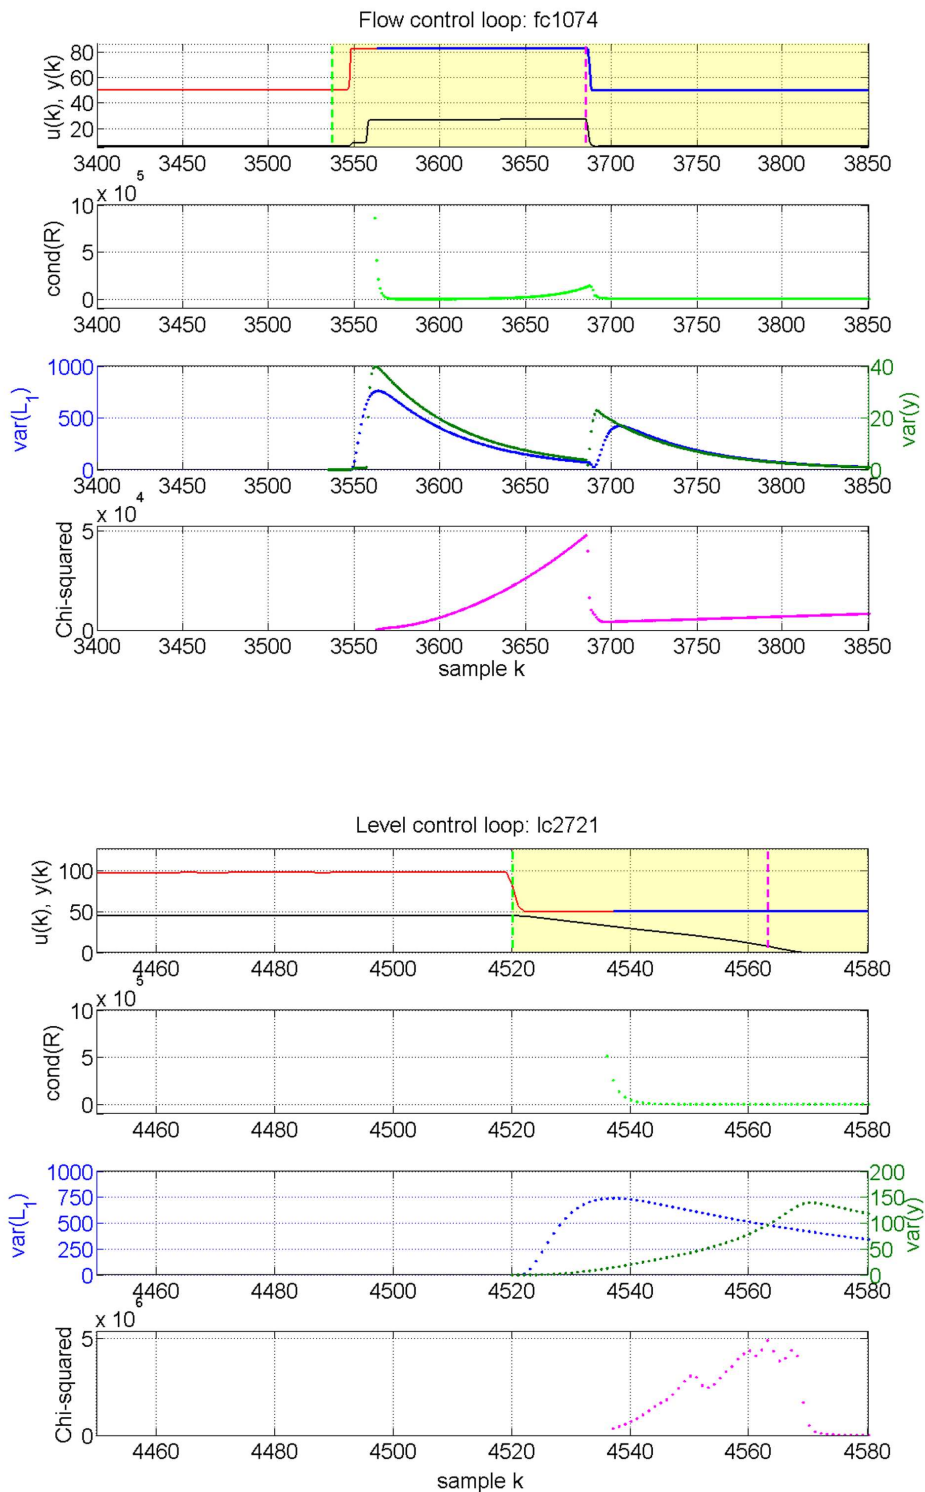 Flow control loop: fc1074
u(k), y(k)
80
60
40
20
3400 3450 3500 3550 3600 3650 3700 3750 3800 3850
x 10^5
cond(R)
10
5
0
3400 3450 3500 3550 3600 3650 3700 3750 3800 3850
var(L_1)
1000
500
0
var(y)
40
20
0
3400 3450 3500 3550 3600 3650 3700 3750 3800 3850
x 10^4
Chi-squared
5
0
3400 3450 3500 3550 3600 3650 3700 3750 3800 3850
sample k
Level control loop: lc2721
u(k), y(k)
100
50
0
4460 4480 4500 4520 4540 4560 4580
x 10^5
cond(R)
10
5
0
4460 4480 4500 4520 4540 4560 4580
var(L_1)
1000
750
500
250
0
var(y)
200
150
100
50
0
4460 4480 4500 4520 4540 4560 4580
x 10^6
Chi-squared
5
0
4460 4480 4500 4520 4540 4560 4580
sample k